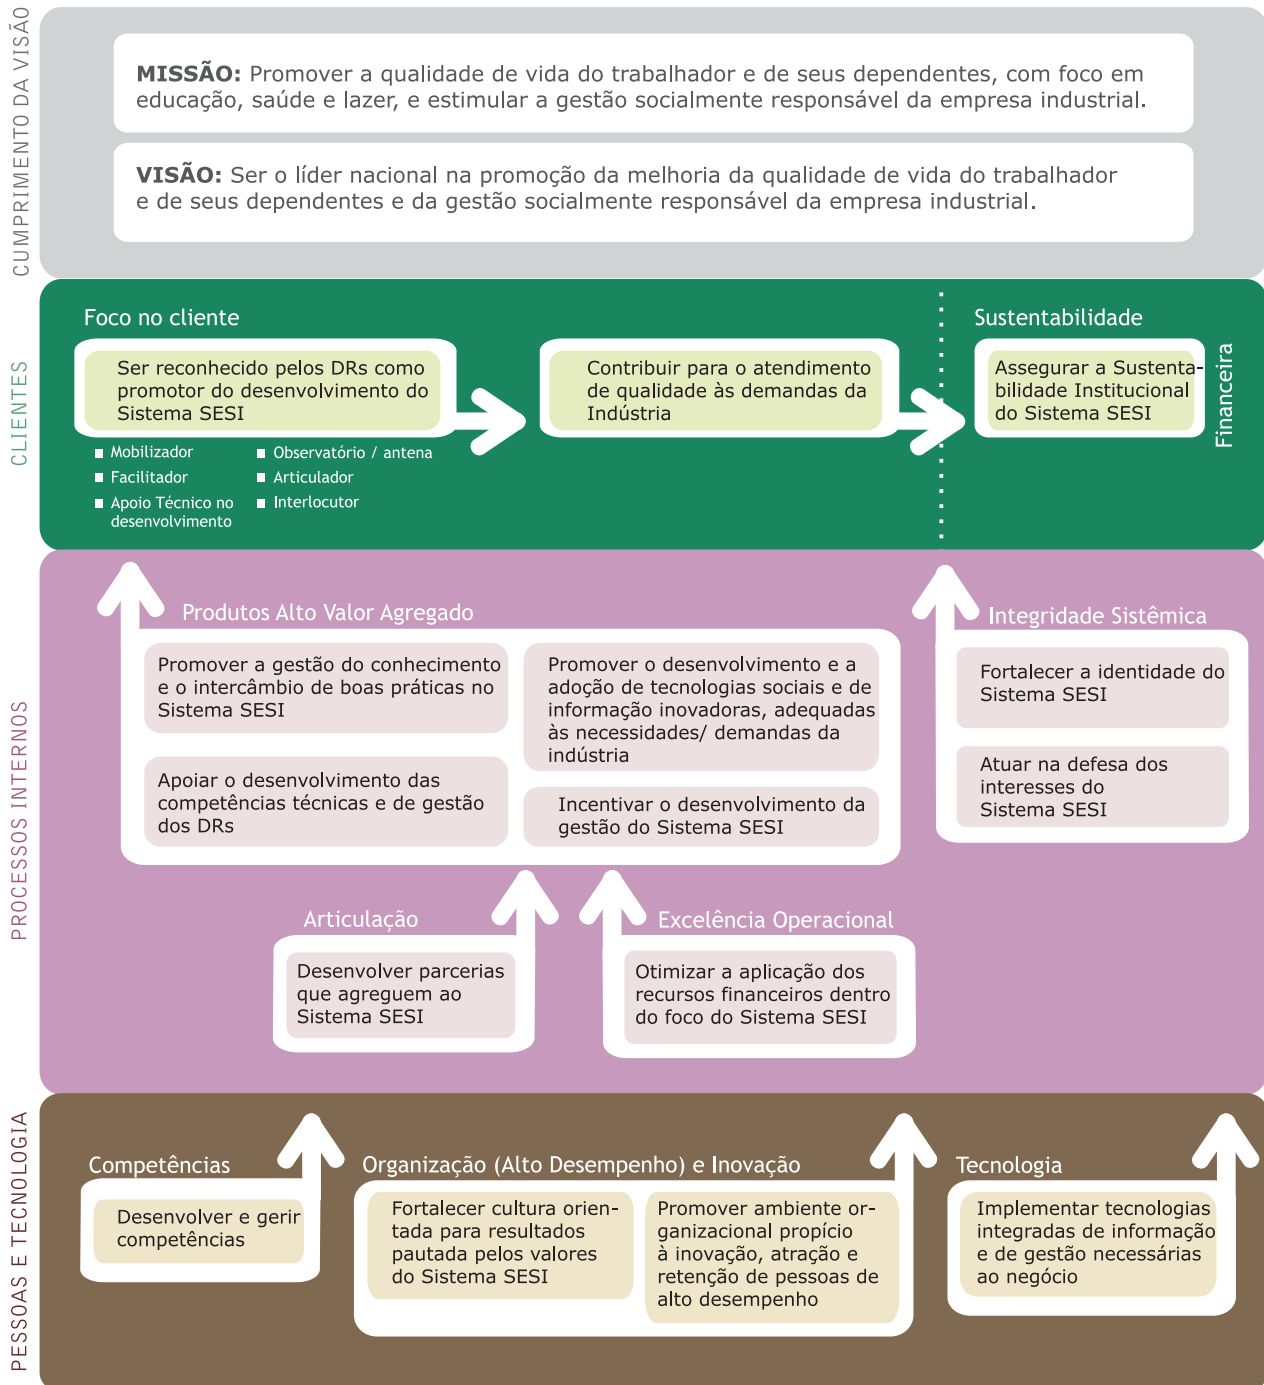 CUMPRIMENTO DA VISÃO
MISSÃO: Promover a qualidade de vida do trabalhador e de seus dependentes, com foco em
educação, saúde e lazer, e estimular a gestão socialmente responsável da empresa industrial.
VISÃO: Ser o líder nacional na promoção da melhoria da qualidade de vida do trabalhador
e de seus dependentes e da gestão socialmente responsável da empresa industrial.
CLIENTES
Foco no cliente
Ser reconhecido pelos DRs como
promotor do desenvolvimento do
Sistema SESI
Mobilizador
Facilitador
Apoio Técnico no
desenvolvimento
Observatório / antena
Articulador
Interlocutor
Contribuir para o atendimento
de qualidade às demandas da
Indústria
Sustentabilidade
Assegurar a Sustenta-
bilidade Institucional
do Sistema SESI
Financeira
PROCESSOS INTERNOS
Produtos Alto Valor Agregado
Promover a gestão do conhecimento
e o intercâmbio de boas práticas no
Sistema SESI
Apoiar o desenvolvimento das
competências técnicas e de gestão
dos DRs
Promover o desenvolvimento e a
adoção de tecnologias sociais e de
informação inovadoras, adequadas
às necessidades/ demandas da
indústria
Incentivar o desenvolvimento da
gestão do Sistema SESI
Integridade Sistêmica
Fortalecer a identidade do
Sistema SESI
Atuar na defesa dos
interesses do
Sistema SESI
Articulação
Desenvolver parcerias
que agreguem ao
Sistema SESI
Excelência Operacional
Otimizar a aplicação dos
recursos financeiros dentro
do foco do Sistema SESI
PESSOAS E TECNOLOGIA
Competências
Desenvolver e gerir
competências
Organização (Alto Desempenho) e Inovação
Fortalecer cultura orien-
tada para resultados
pautada pelos valores
do Sistema SESI
Promover ambiente or-
ganizacional propício
à inovação, atração e
retenção de pessoas de
alto desempenho
Tecnologia
Implementar tecnologias
integradas de informação
e de gestão necessárias
ao negócio